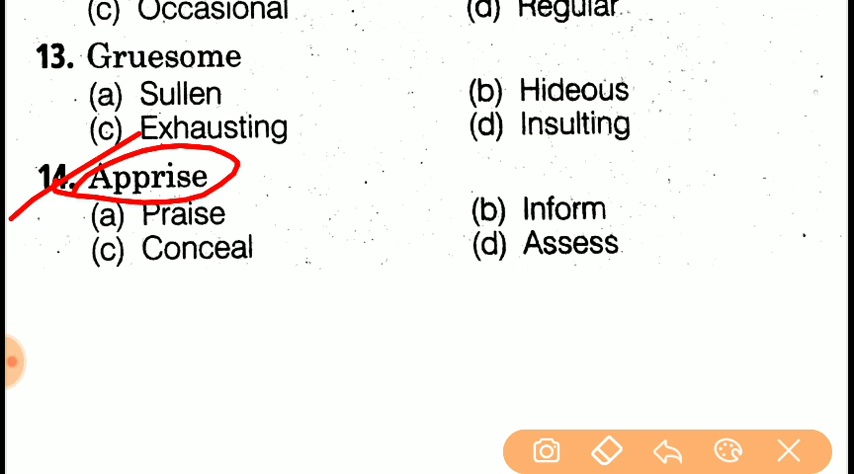 (c) Occasional (d) Regular
13. Gruesome
(a) Sullen (b) Hideous
(c) Exhausting (d) Insulting
14. Apprise
(a) Praise (b) Inform
(c) Conceal (d) Assess